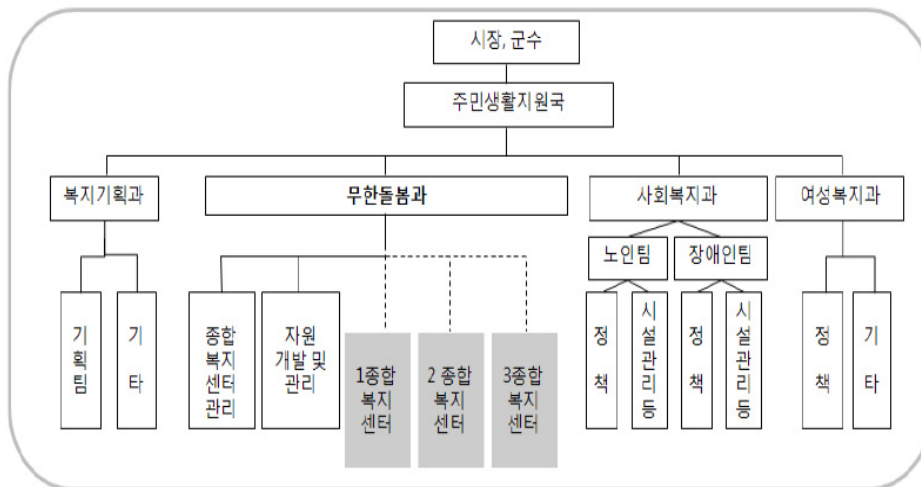 시장, 군수
주민생활지원국
복지기획과
무한돌봄과
사회복지과
여성복지과
노인팀
장애인팀
기획팀
기타
종합
복지
센터
관리
자원
개발 및
관리
1종합
복지
센터
2 종합
복지
센터
3종합
복지
센터
정책
시설관리등
정책
시설관리등
정책
기타